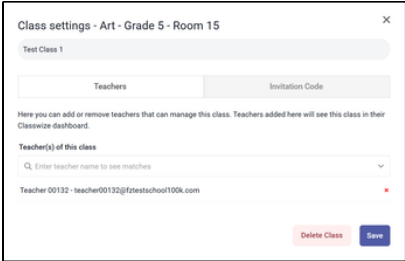 Class settings - Art - Grade 5 - Room 15
Test Class 1
Teachers
Invitation Code
Here you can add or remove teachers that can manage this class. Teachers added here will see this class in their
Classwize dashboard.
Teacher(s) of this class
Enter teacher name to see matches
Teacher 00132 - teacher00132@fztestschool100k.com
Delete Class
Save